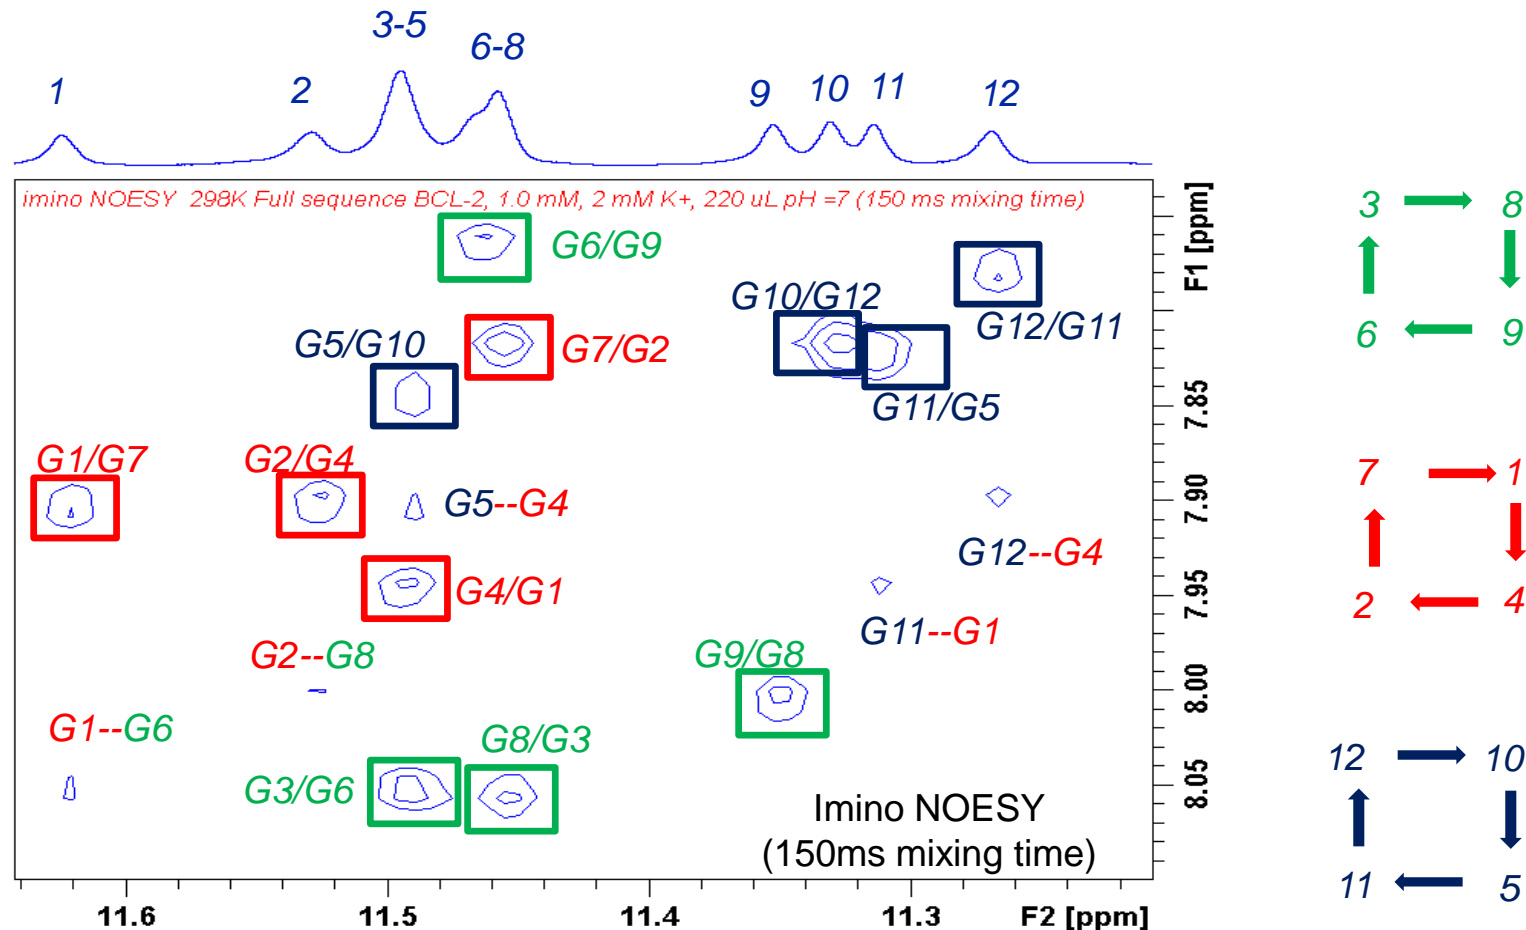 3-5
6-8
1
2
9
10
11
12
imino NOESY 298K Full sequence BCL-2, 1.0 mM, 2 mM K+, 220 uL pH =7 (150 ms mixing time)
G6/G9
G10/G12
G12/G11
G5/G10
G7/G2
G11/G5
G1/G7
G2/G4
G5--G4
G12--G4
G4/G1
G11--G1
G2--G8
G9/G8
G1--G6
G8/G3
G3/G6
Imino NOESY
(150ms mixing time)
F1 [ppm]
7.85
7.90
7.95
8.00
8.05
11.6
11.5
11.4
11.3
F2 [ppm]
3
8
6
9
7
1
2
4
12
10
11
5